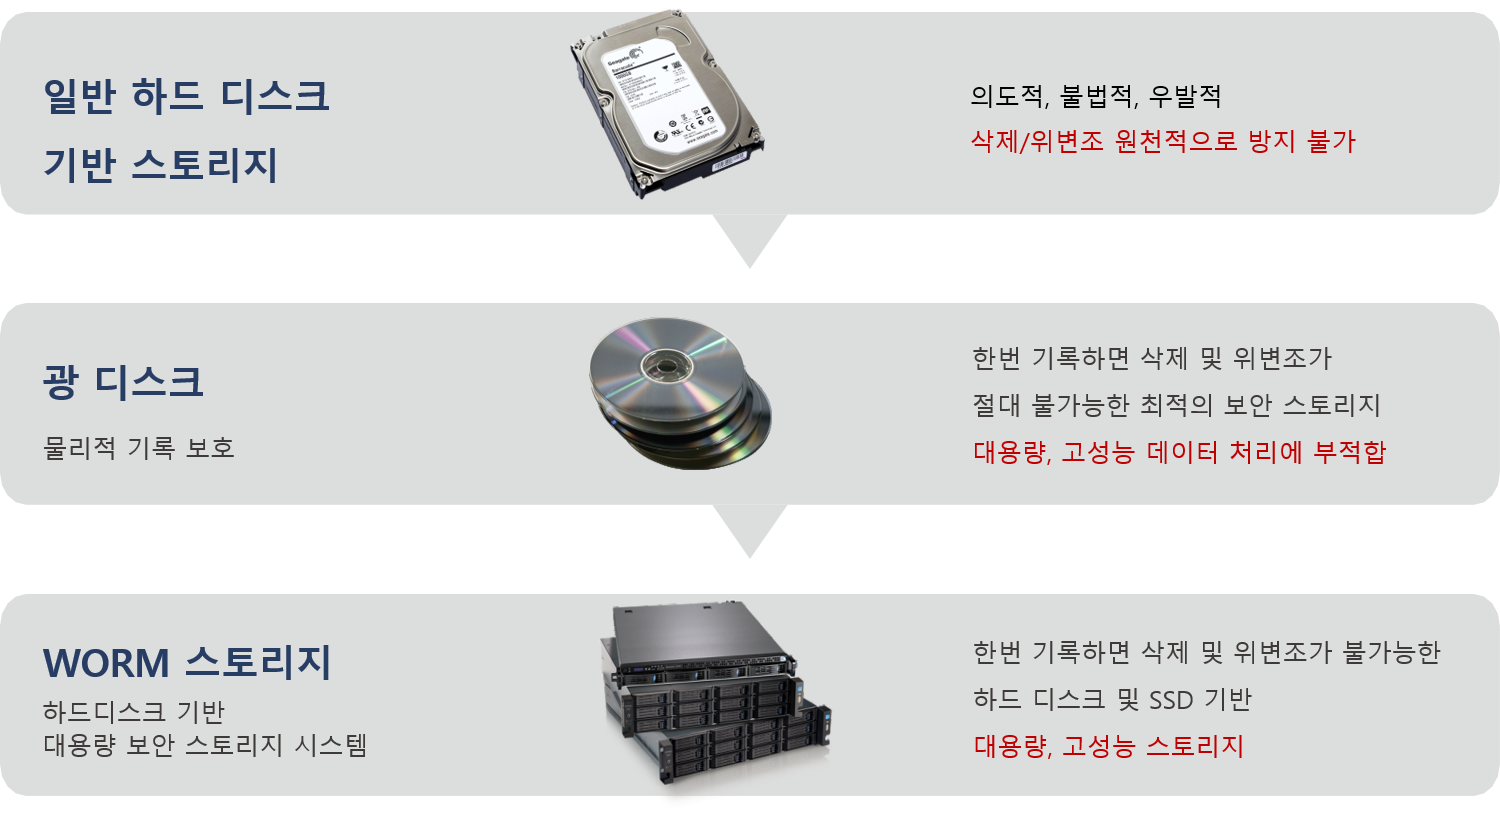 일반 하드 디스크
기반 스토리지
Seagate
Barracuda
1000GB
www.seagate.com
의도적, 불법적, 우발적
삭제/위변조 원천적으로 방지 불가
광 디스크
물리적 기록 보호
한번 기록하면 삭제 및 위변조가
절대 불가능한 최적의 보안 스토리지
대용량, 고성능 데이터 처리에 부적합
WORM 스토리지
하드디스크 기반
대용량 보안 스토리지 시스템
한번 기록하면 삭제 및 위변조가 불가능한
하드 디스크 및 SSD 기반
대용량, 고성능 스토리지